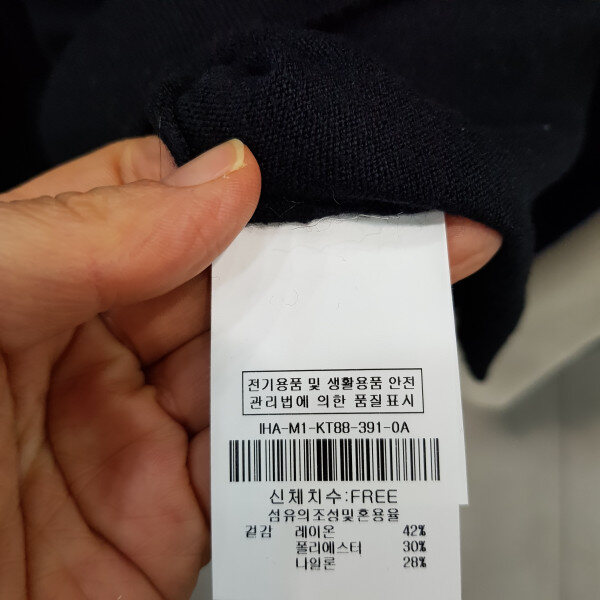 전기용품 및 생활용품 안전
관리법에 의한 품질표시
IHA-M1-KT88-391-0A
신체치수:FREE
섬유의조성및혼용율
겉감 레이온 42%
폴리에스터 30%
나일론 28%